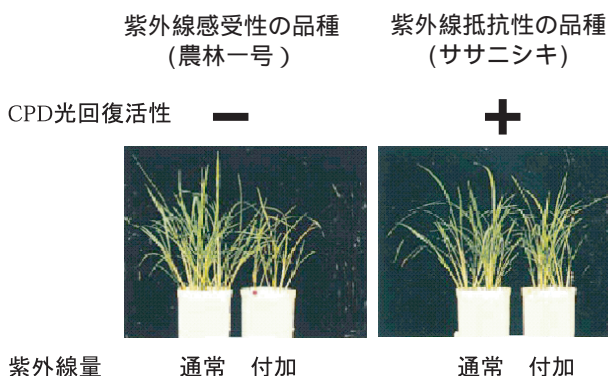 紫外線感受性の品種
(農林一号)
紫外線抵抗性の品種
(ササニシキ)
CPD光回復活性 − +
紫外線量 通常 付加 通常 付加